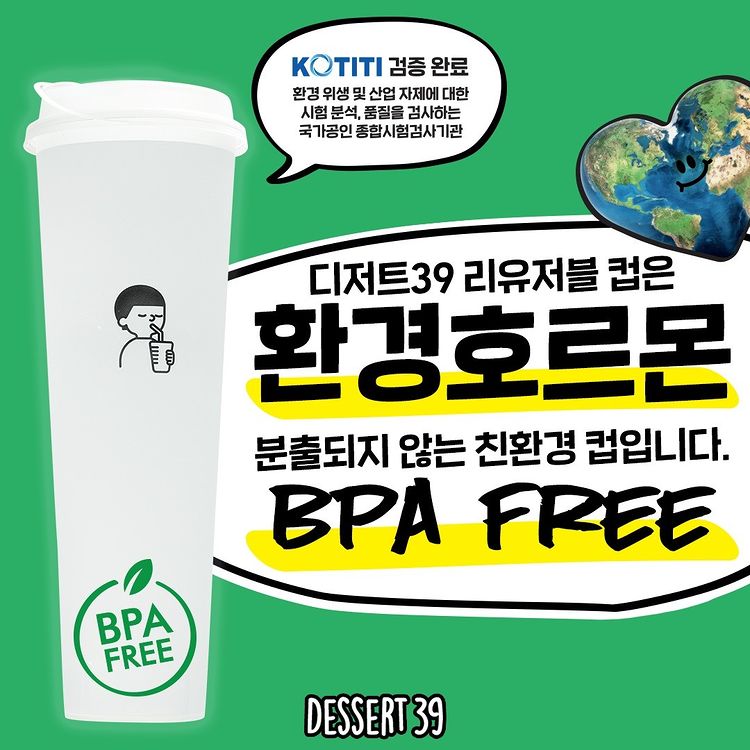 KOTITI 검증 완료
환경 위생 및 산업 자제에 대한
시험 분석, 품질을 검사하는
국가공인 종합시험검사기관
디저트39 리유저블 컵은
환경호르몬
분출되지 않는 친환경 컵입니다.
BPA FREE
BPA
FREE
DESSERT 39